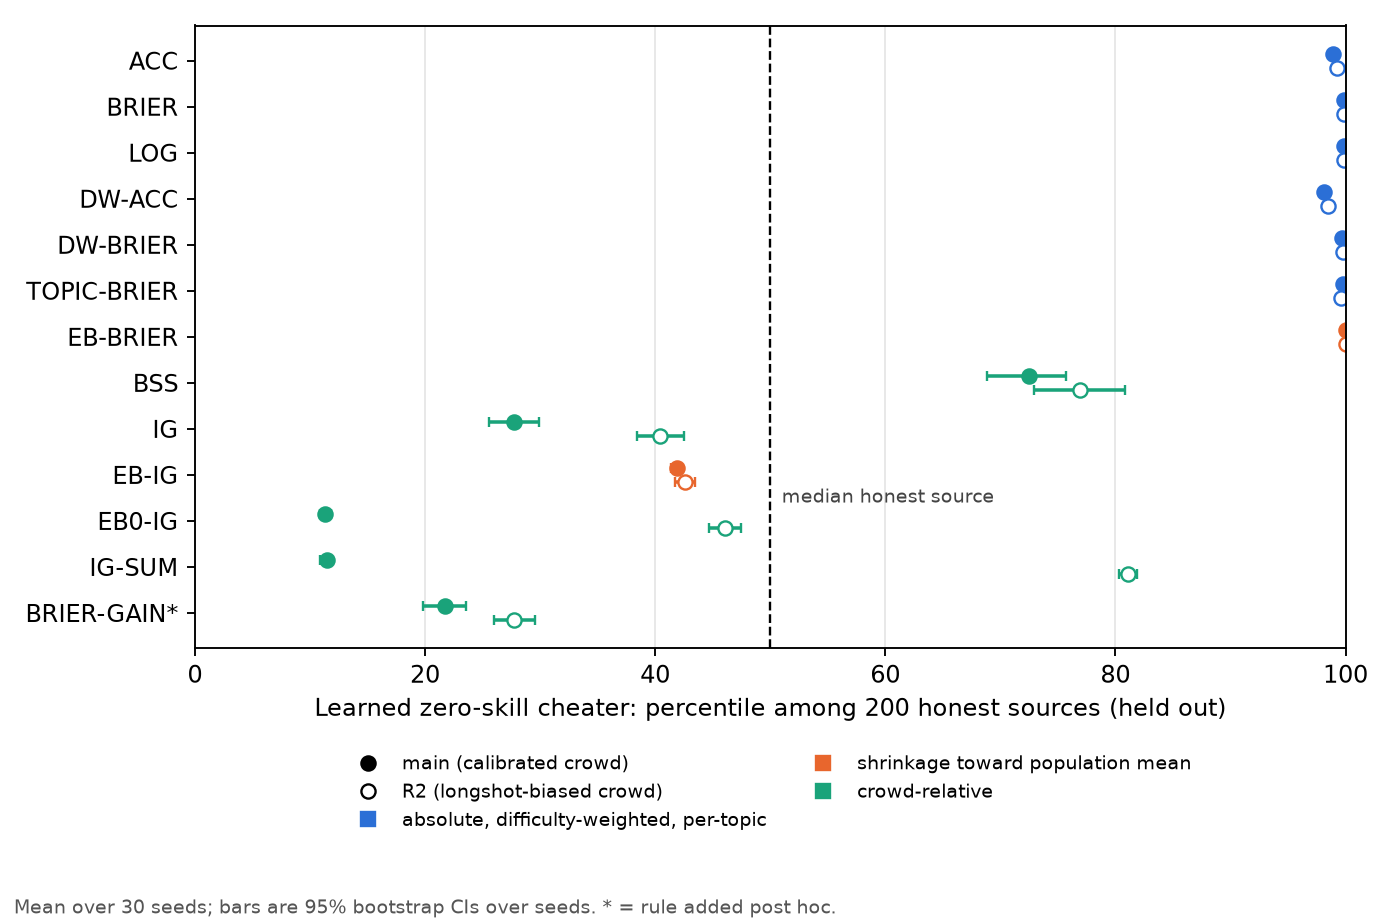 ACC
BRIER
LOG
DW-ACC
DW-BRIER
TOPIC-BRIER
EB-BRIER
BSS
IG
EB-IG
median honest source
EB0-IG
IG-SUM
BRIER-GAIN*
0 20 40 60 80 100
Learned zero-skill cheater: percentile among 200 honest sources (held out)
main (calibrated crowd)
R2 (longshot-biased crowd)
absolute, difficulty-weighted, per-topic
shrinkage toward population mean
crowd-relative
Mean over 30 seeds; bars are 95% bootstrap CIs over seeds. * = rule added post hoc.